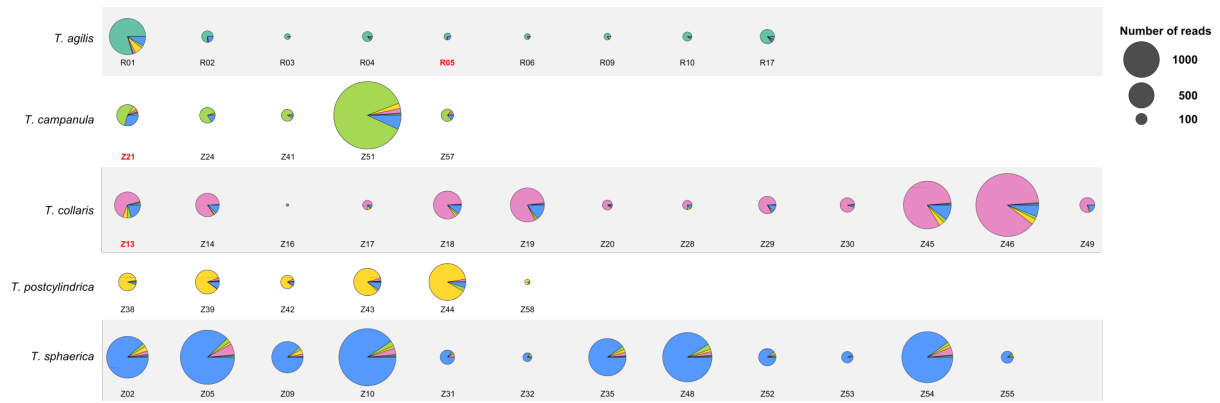 Number of reads
1000
500
100
T. agilis
R01 R02 R03 R04 R05 R06 R09 R10 R17
T. campanula
Z21 Z24 Z41 Z51 Z57
T. collaris
Z13 Z14 Z16 Z17 Z18 Z19 Z20 Z28 Z29 Z30 Z45 Z46 Z49
T. postcylindrica
Z38 Z39 Z42 Z43 Z44 Z58
T. sphaerica
Z02 Z05 Z09 Z10 Z31 Z32 Z35 Z48 Z52 Z53 Z54 Z55